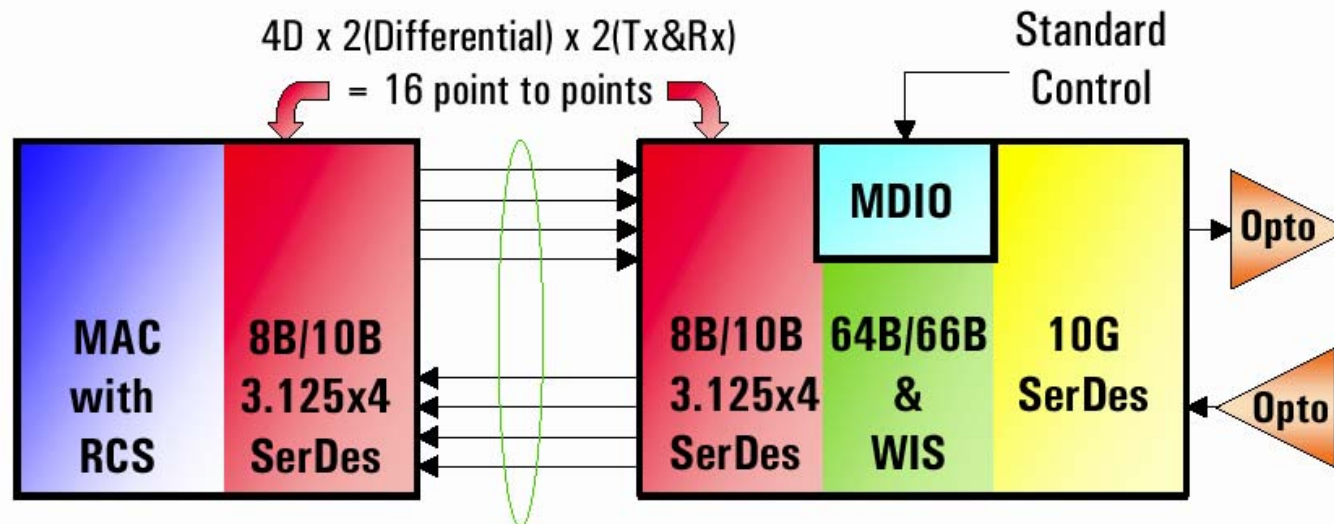 4D x 2(Differential) x 2(Tx&Rx)
= 16 point to points
Standard
Control
MAC
with
RCS
8B/10B
3.125x4
SerDes
8B/10B
3.125x4
SerDes
MDIO
64B/66B
&
WIS
10G
SerDes
Opto
Opto